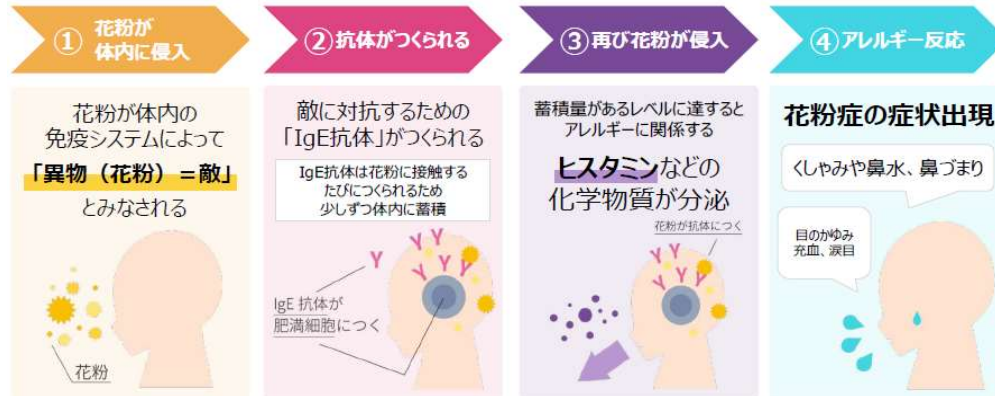 ① 花粉が
体内に侵入
② 抗体がつくられる
③ 再び花粉が侵入
④ アレルギー反応
花粉が体内の
免疫システムによって
「異物（花粉）＝敵」
とみなされる
花粉
敵に対抗するための
「IgE抗体」がつくられる
IgE抗体は花粉に接触する
たびにつくられるため
少しずつ体内に蓄積
IgE 抗体が
肥満細胞につく
蓄積量があるレベルに達すると
アレルギーに関係する
ヒスタミンなどの
化学物質が分泌
花粉が抗体につく
花粉症の症状出現
くしゃみや鼻水、鼻づまり
目のかゆみ
充血、涙目